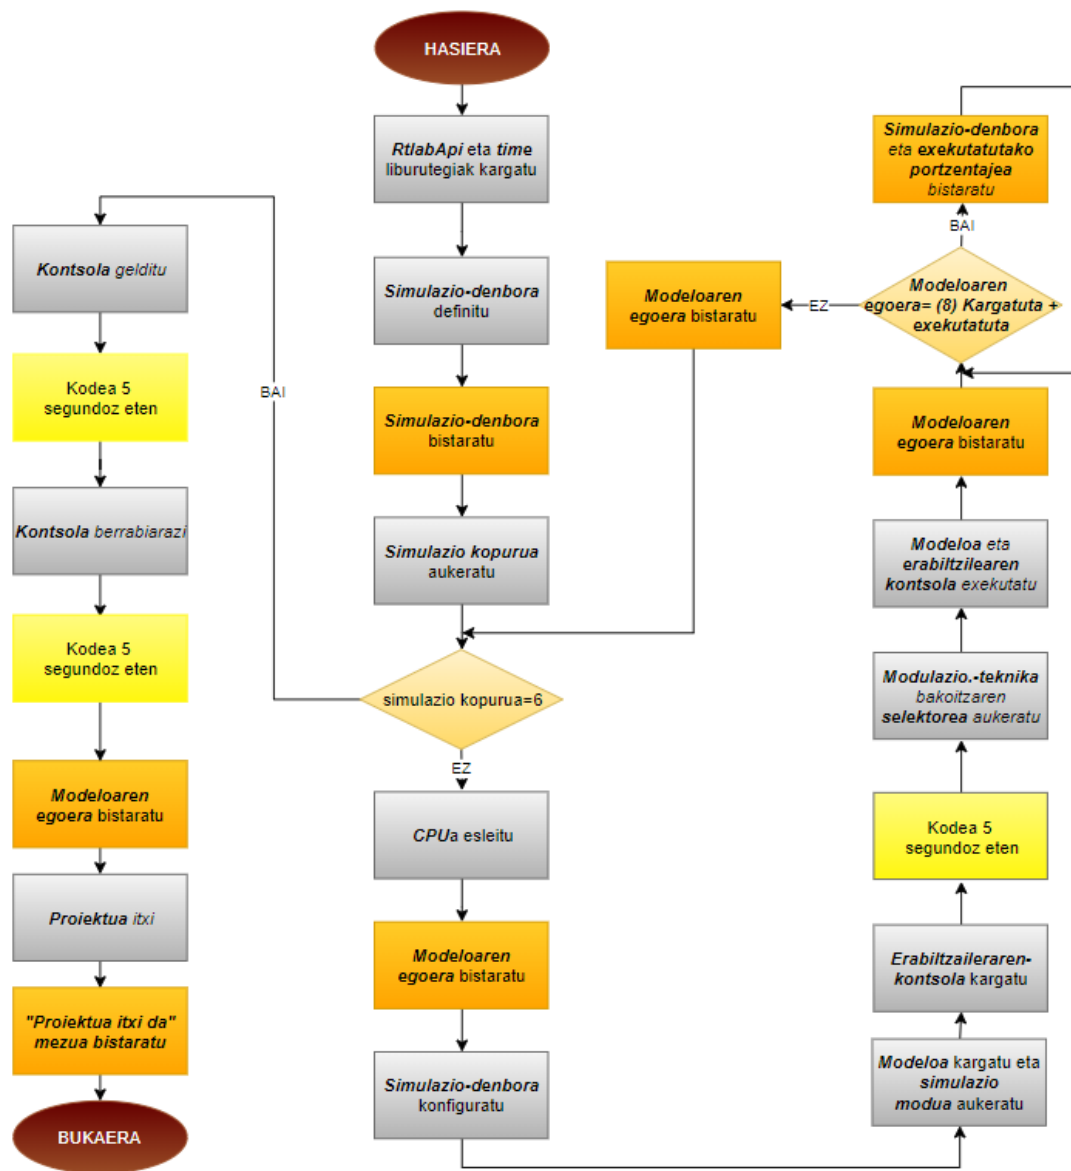 HASIERA
RtlabApi eta time
liburutegiak kargatu
Simulazio-denbora
definitu
Simulazio-denbora
bistaratu
Simulazio kopurua
aukeratu
simulazio kopurua=6
BAI
EZ
Kontsola gelditu
Kodea 5
segundoz eten
Kontsola berrabiarazi
Kodea 5
segundoz eten
Modeloaren
egoera bistaratu
Proiektua itxi
"Proiektua itxi da"
mezua bistaratu
BUKAERA
CPUa esleitu
Modeloaren
egoera bistaratu
Simulazio-denbora
konfiguratu
Modeloa kargatu eta
simulazio
modua aukeratu
Erabiltzaileraren-
kontsola kargatu
Kodea 5
segundoz eten
Modulazio.-teknika
bakoitzaren
selektorea aukeratu
Modeloa eta
erabiltzilearen
kontsola exekutatu
Modeloaren
egoera bistaratu
Modeloaren
egoera= (8) Kargatuta +
exekutatuta
EZ
Modeloaren
egoera bistaratu
BAI
Simulazio-denbora
eta exekutatutako
portzentajea
bistaratu